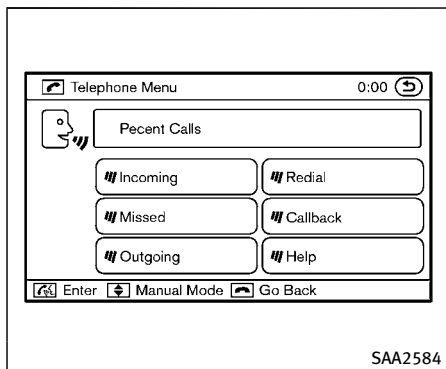 Telephone Menu 0:00
Pecent Calls
Incoming Redial
Missed Callback
Outgoing Help
Enter Manual Mode Go Back
SAA2584